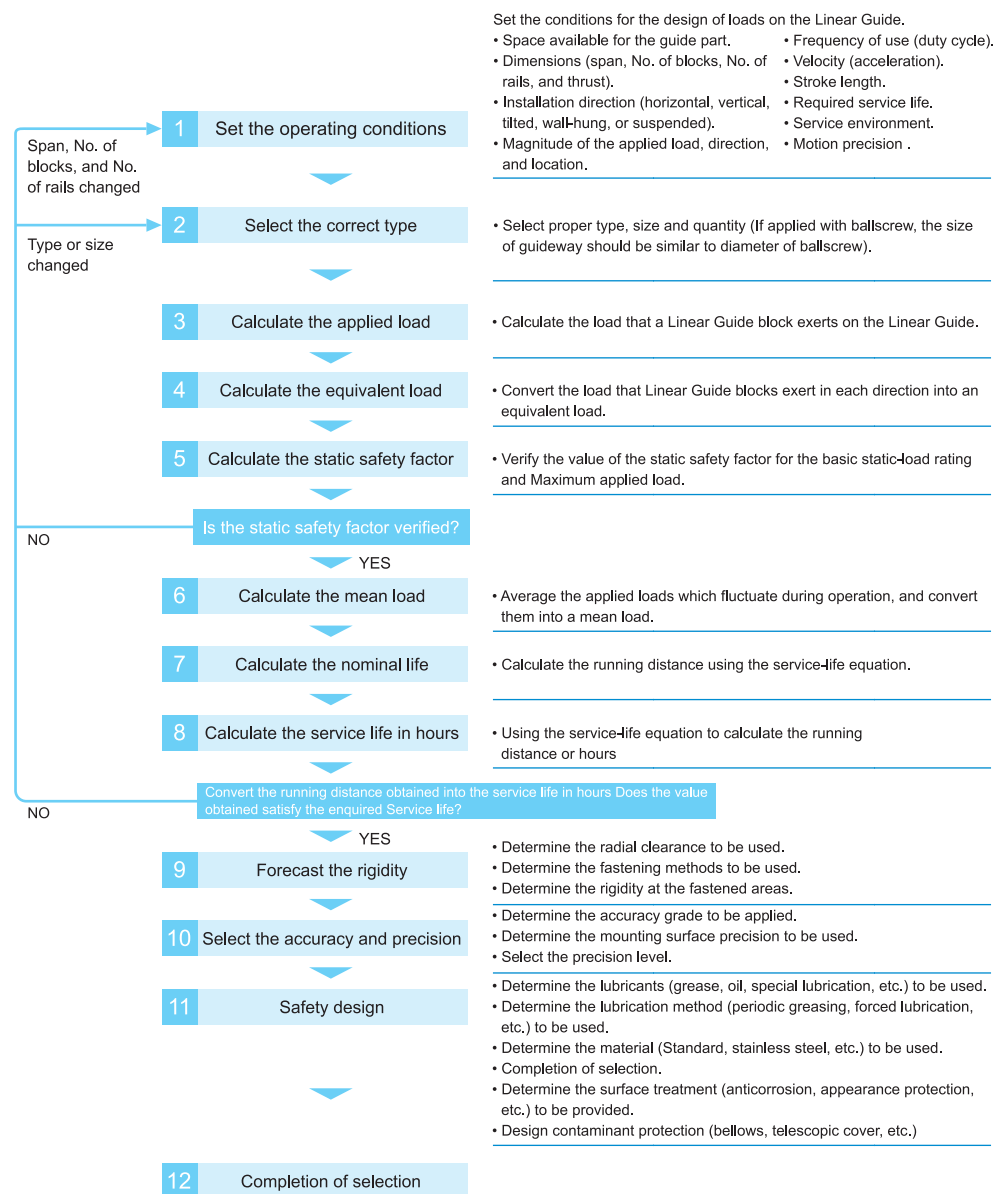 Set the conditions for the design of loads on the Linear Guide.
• Space available for the guide part.
• Dimensions (span, No. of blocks, No. of
rails, and thrust).
• Installation direction (horizontal, vertical,
tilted, wall-hung, or suspended).
• Magnitude of the applied load, direction,
and location.
• Frequency of use (duty cycle).
• Velocity (acceleration).
• Stroke length.
• Required service life.
• Service environment.
• Motion precision .
1 Set the operating conditions
Span, No. of
blocks, and No.
of rails changed
2 Select the correct type
• Select proper type, size and quantity (If applied with ballscrew, the size
of guideway should be similar to diameter of ballscrew).
Type or size
changed
3 Calculate the applied load
• Calculate the load that a Linear Guide block exerts on the Linear Guide.
4 Calculate the equivalent load
• Convert the load that Linear Guide blocks exert in each direction into an
equivalent load.
5 Calculate the static safety factor
• Verify the value of the static safety factor for the basic static-load rating
and Maximum applied load.
Is the static safety factor verified?
NO
YES
6 Calculate the mean load
• Average the applied loads which fluctuate during operation, and convert
them into a mean load.
7 Calculate the nominal life
• Calculate the running distance using the service-life equation.
8 Calculate the service life in hours
• Using the service-life equation to calculate the running
distance or hours
Convert the running distance obtained into the service life in hours Does the value
obtained satisfy the enquired Service life?
NO
YES
9 Forecast the rigidity
• Determine the radial clearance to be used.
• Determine the fastening methods to be used.
• Determine the rigidity at the fastened areas.
10 Select the accuracy and precision
• Determine the accuracy grade to be applied.
• Determine the mounting surface precision to be used.
• Select the precision level.
11 Safety design
• Determine the lubricants (grease, oil, special lubrication, etc.) to be used.
• Determine the lubrication method (periodic greasing, forced lubrication,
etc.) to be used.
• Determine the material (Standard, stainless steel, etc.) to be used.
• Completion of selection.
• Determine the surface treatment (anticorrosion, appearance protection,
etc.) to be provided.
• Design contaminant protection (bellows, telescopic cover, etc.)
12 Completion of selection